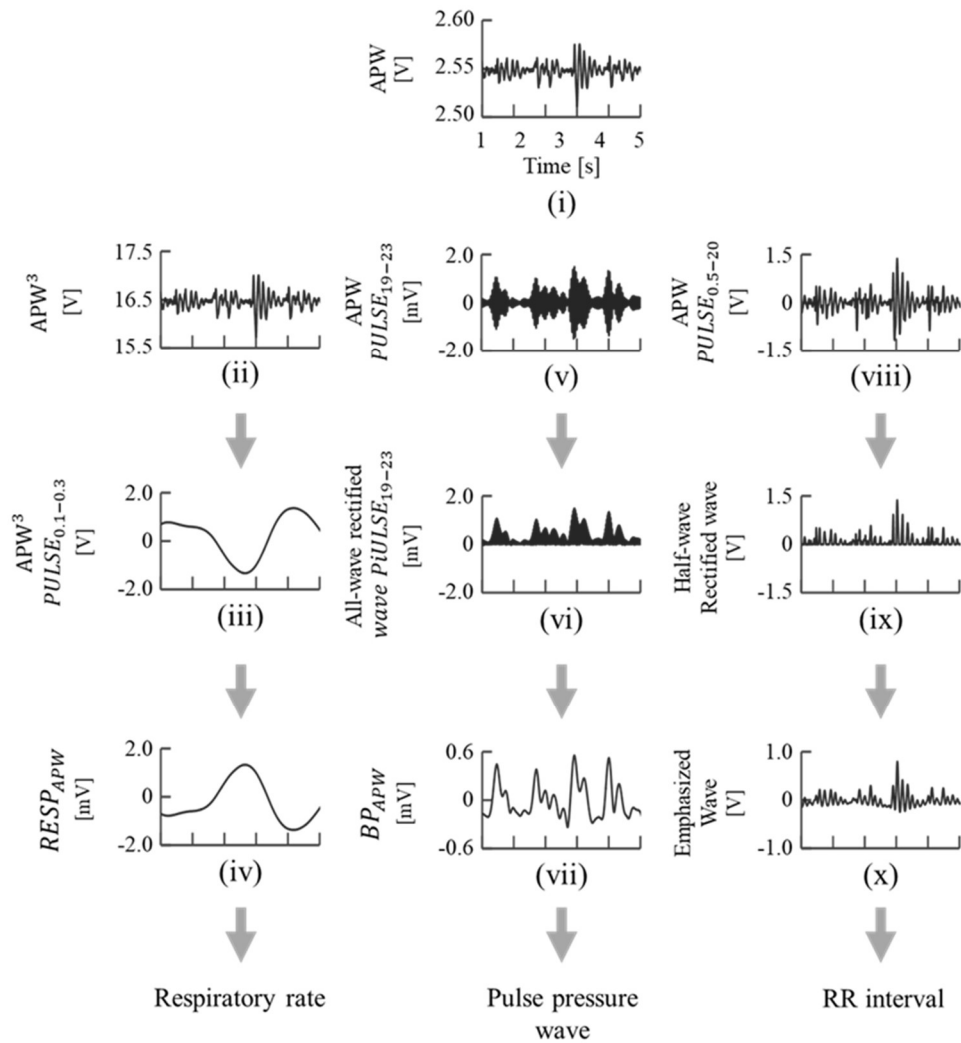 APW
[V]
2.60
2.55
2.50
1 2 3 4 5
Time [s]
(i)
APW³
[V]
17.5
16.5
15.5
(ii)
APW
PULSE₁₉₋₂₃
[mV]
2.0
0
-2.0
(v)
APW
PULSE₀.₅₋₂₀
[V]
1.5
0
-1.5
(viii)
APW³
PULSE₀.₁₋₀.₃
[V]
2.0
0
-2.0
(iii)
All-wave rectified
wave PiULSE₁₉₋₂₃
[mV]
2.0
0
2.0
(vi)
Half-wave
Rectified wave
[V]
1.5
0
-1.5
(ix)
RESP_APW
[mV]
2.0
0
-2.0
(iv)
BP_APW
[mV]
0.6
0
-0.6
(vii)
Emphasized
Wave
[V]
1.0
0
-1.0
(x)
Respiratory rate
Pulse pressure
wave
RR interval